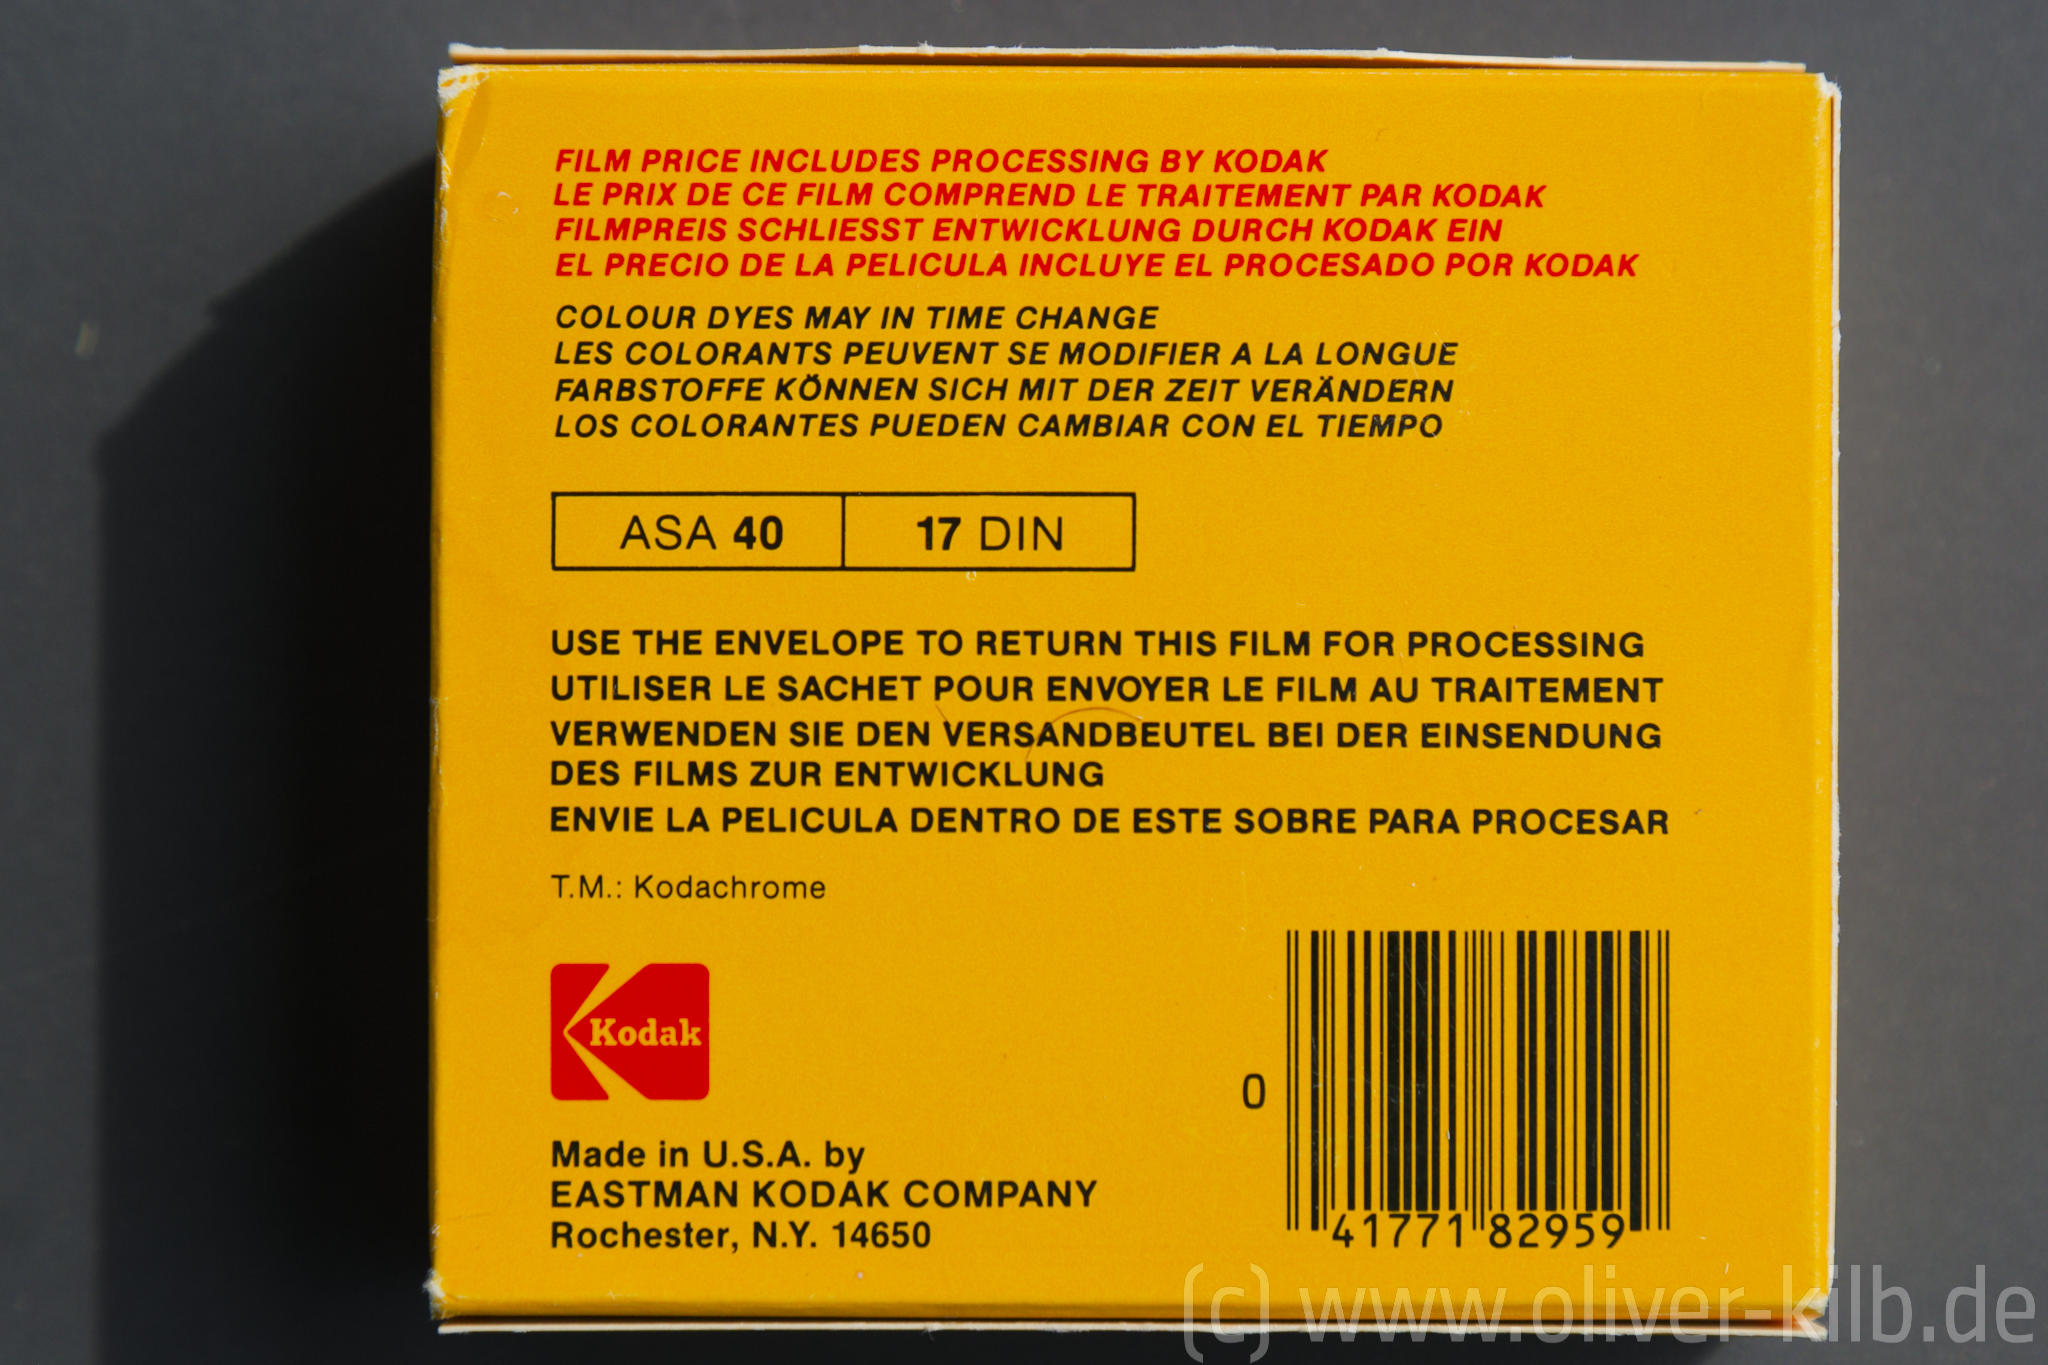 FILM PRICE INCLUDES PROCESSING BY KODAK
LE PRIX DE CE FILM COMPREND LE TRAITEMENT PAR KODAK
FILMPREIS SCHLIESST ENTWICKLUNG DURCH KODAK EIN
EL PRECIO DE LA PELICULA INCLUYE EL PROCESADO POR KODAK
COLOUR DYES MAY IN TIME CHANGE
LES COLORANTS PEUVENT SE MODIFIER A LA LONGUE
FARBSTOFFE KÖNNEN SICH MIT DER ZEIT VERÄNDERN
LOS COLORANTES PUEDEN CAMBIAR CON EL TIEMPO
ASA 40 17 DIN
USE THE ENVELOPE TO RETURN THIS FILM FOR PROCESSING
UTILISER LE SACHET POUR ENVOYER LE FILM AU TRAITEMENT
VERWENDEN SIE DEN VERSANDBEUTEL BEI DER EINSENDUNG
DES FILMS ZUR ENTWICKLUNG
ENVIE LA PELICULA DENTRO DE ESTE SOBRE PARA PROCESAR
T.M.: Kodachrome
Kodak
Made in U.S.A. by
EASTMAN KODAK COMPANY
Rochester, N.Y. 14650
0 41771 82959
(c) www.oliver-kilb.de